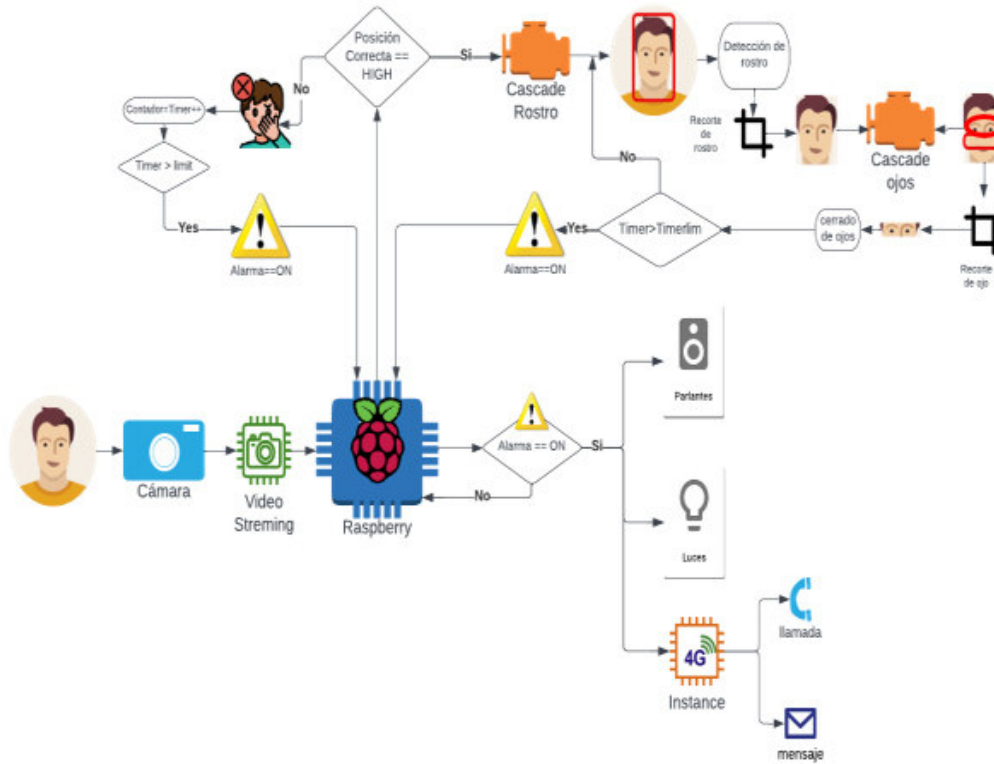 Posición
Correcta ==
HIGH
Si
No
Cascade
Rostro
Detección de
rostro
Recorte de
rostro
Cascade
ojos
Contador=Timer++
Timer > limit
Yes
Alarma==ON
No
Timer>Timerlim
Yes
Alarma==ON
cerrado
de ojos
Recorte
de ojo
Parlantes
Alarma == ON
Si
No
Cámara
Video
Streming
Raspberry
Luces
4G
Instance
llamada
mensaje